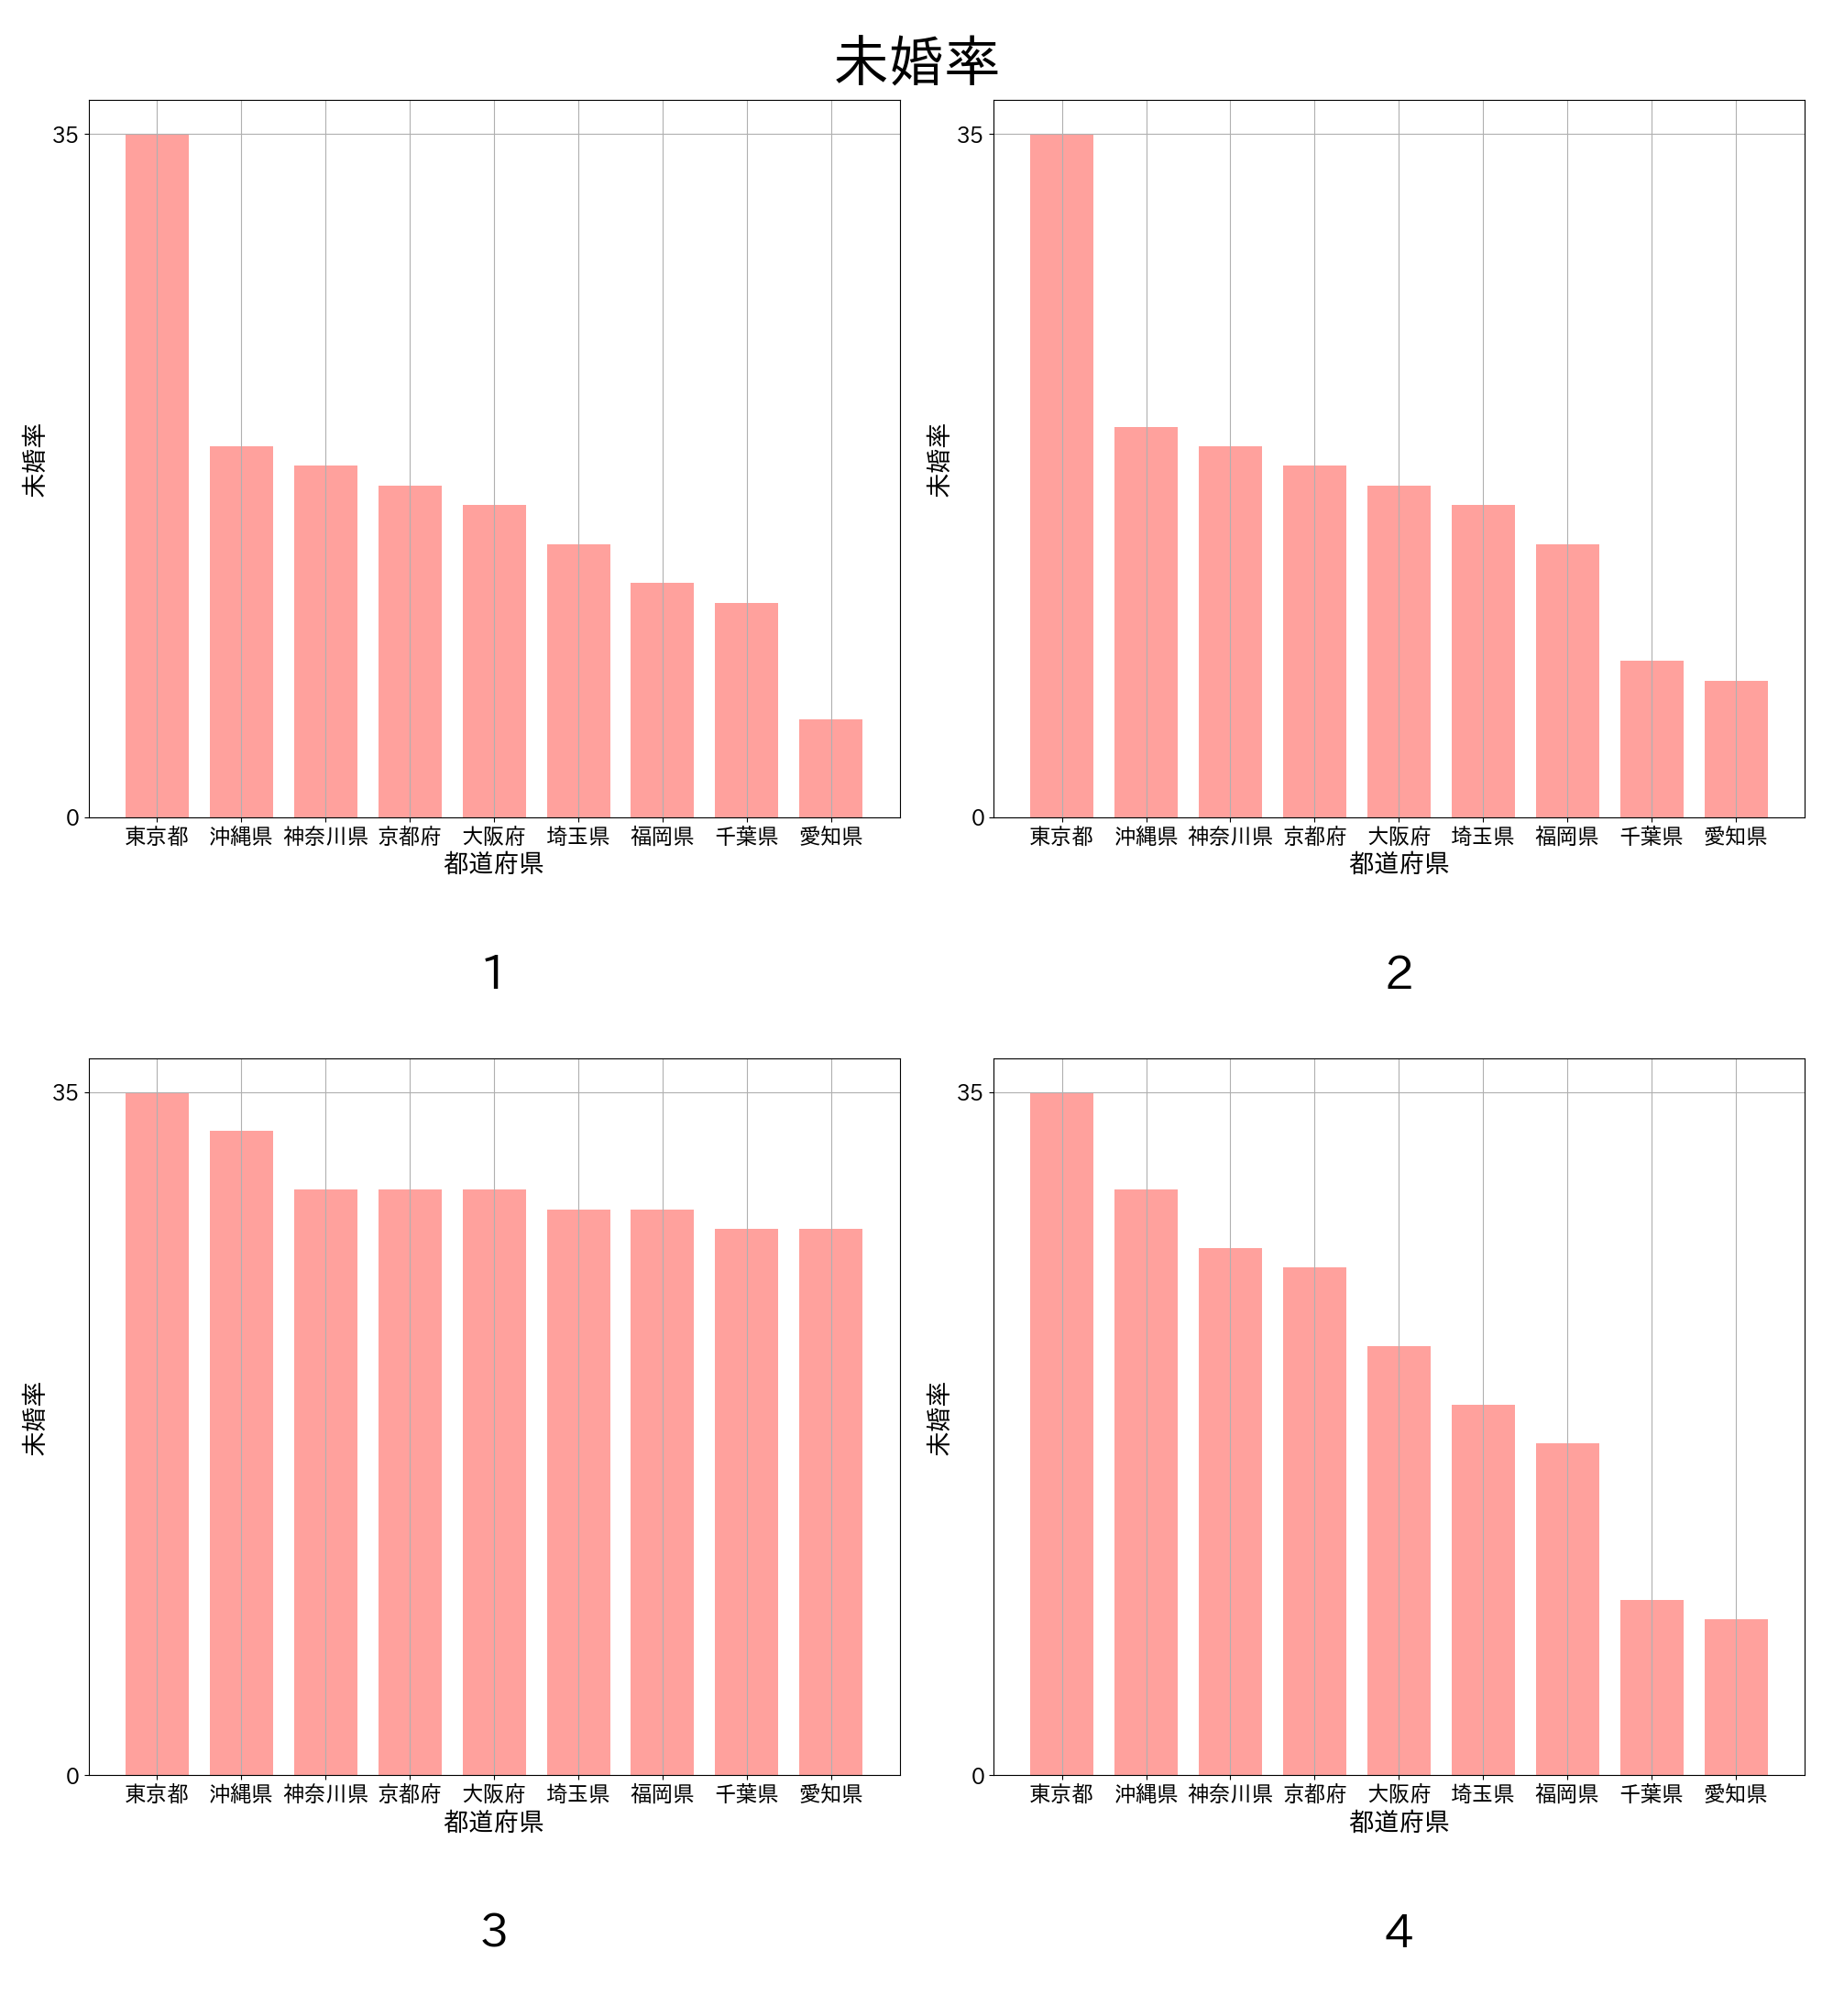 未婚率
35
0
未婚率
東京都 沖縄県 神奈川県 京都府 大阪府 埼玉県 福岡県 千葉県 愛知県
都道府県
1
35
0
未婚率
東京都 沖縄県 神奈川県 京都府 大阪府 埼玉県 福岡県 千葉県 愛知県
都道府県
2
35
0
未婚率
東京都 沖縄県 神奈川県 京都府 大阪府 埼玉県 福岡県 千葉県 愛知県
都道府県
3
35
0
未婚率
東京都 沖縄県 神奈川県 京都府 大阪府 埼玉県 福岡県 千葉県 愛知県
都道府県
4